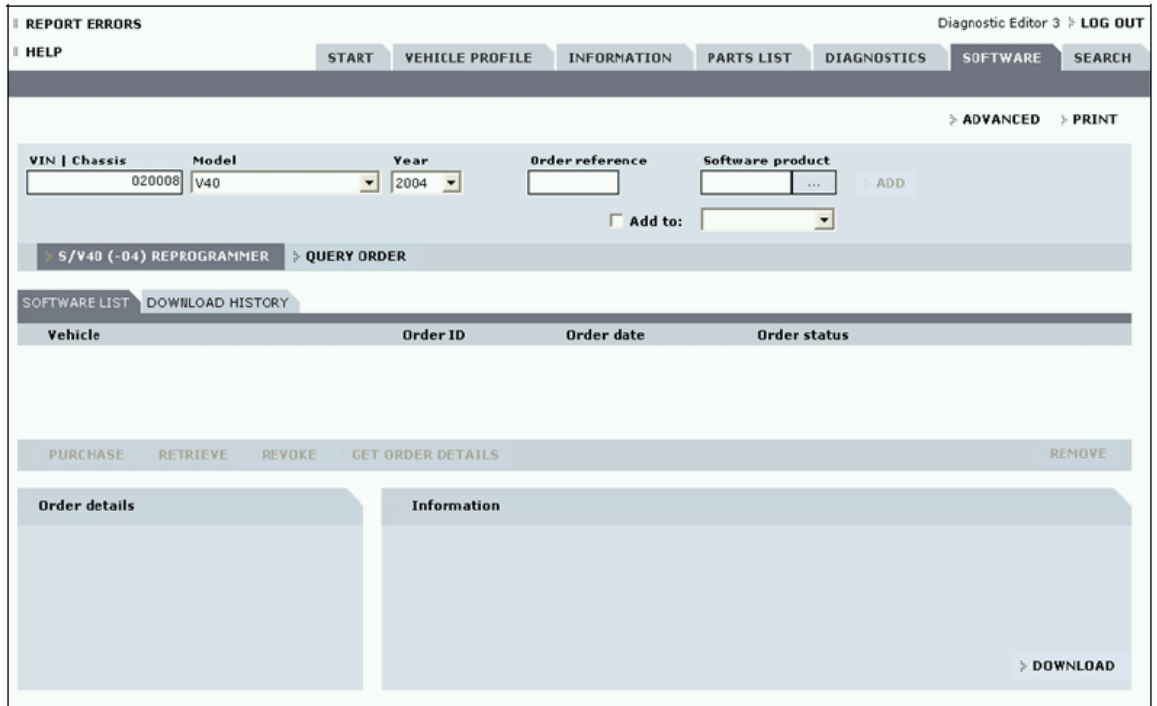 REPORT ERRORS
Diagnostic Editor 3 LOG OUT
HELP
START VEHICLE PROFILE INFORMATION PARTS LIST DIAGNOSTICS SOFTWARE SEARCH
ADVANCED PRINT
VIN | Chassis Model Year Order reference Software product
020008 V40 2004 ... ADD
Add to:
S/V40 (-04) REPROGRAMMER QUERY ORDER
SOFTWARE LIST DOWNLOAD HISTORY
Vehicle Order ID Order date Order status
PURCHASE RETRIEVE REVOKE GET ORDER DETAILS REMOVE
Order details Information
DOWNLOAD